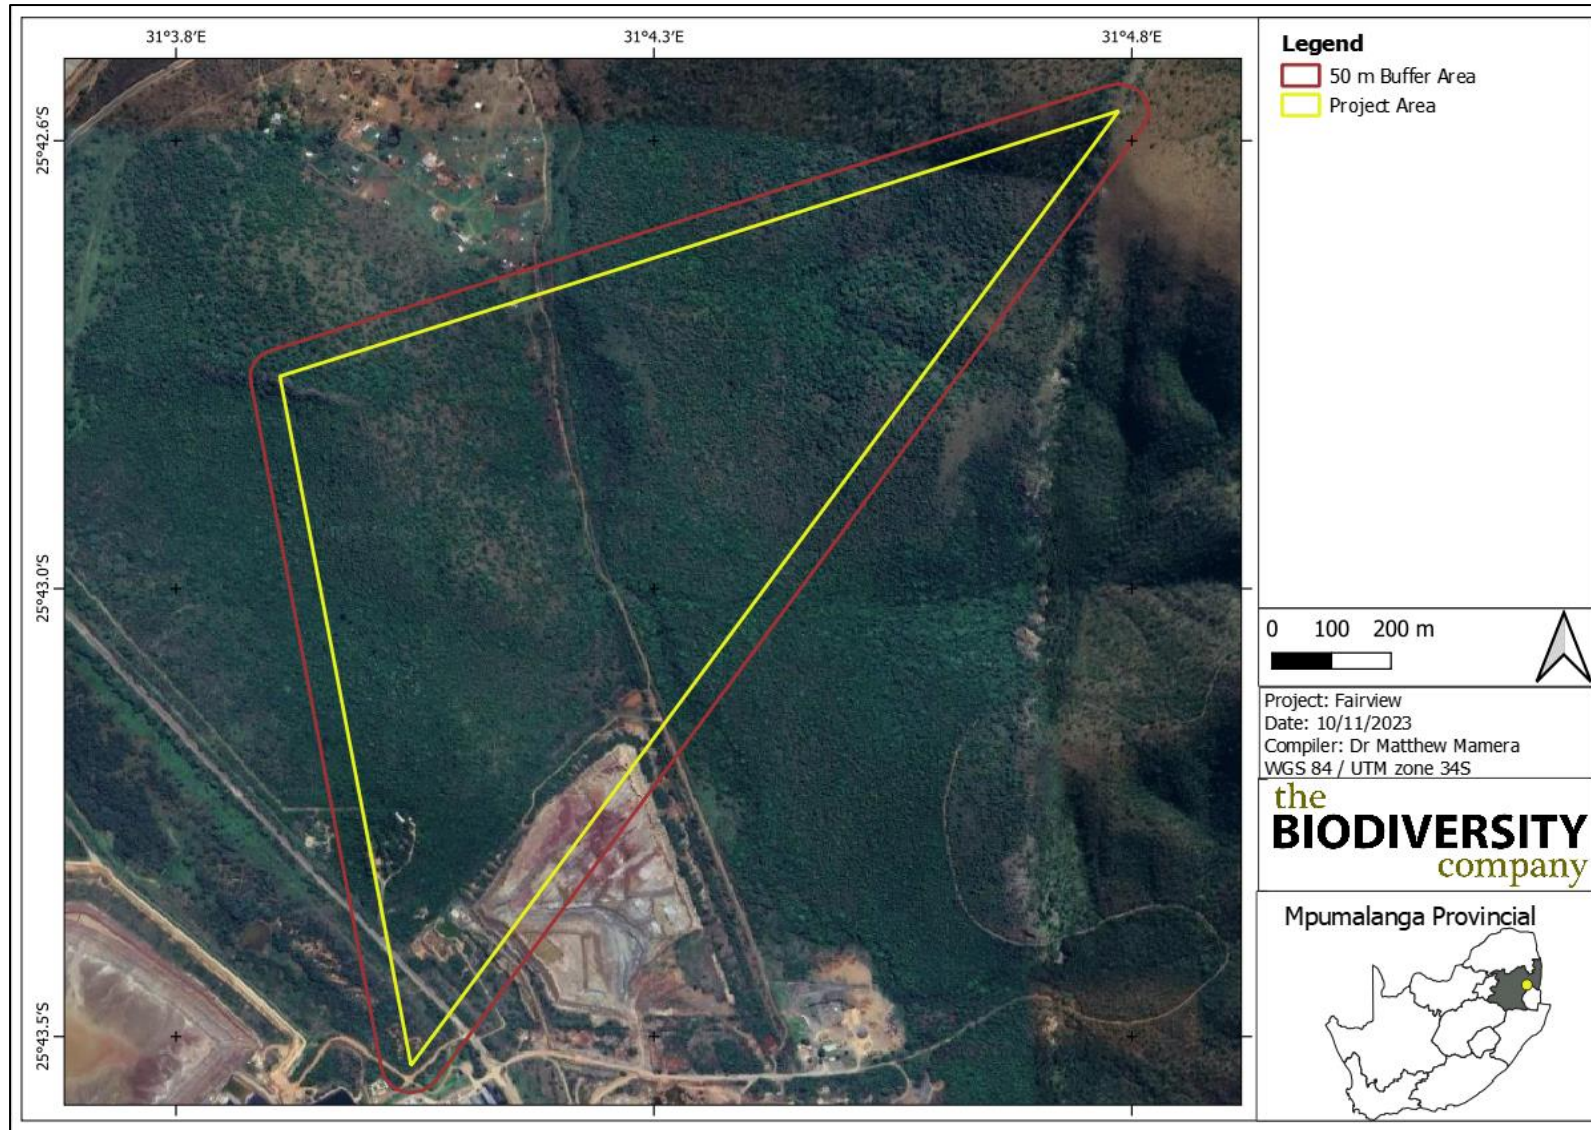 31°3.8′E
31°4.3′E
31°4.8′E
25°42.6′S
25°43.0′S
25°43.5′S
Legend
50 m Buffer Area
Project Area
0 100 200 m
Project: Fairview
Date: 10/11/2023
Compiler: Dr Matthew Mamera
WGS 84 / UTM zone 34S
the
BIODIVERSITY
company
Mpumalanga Provincial